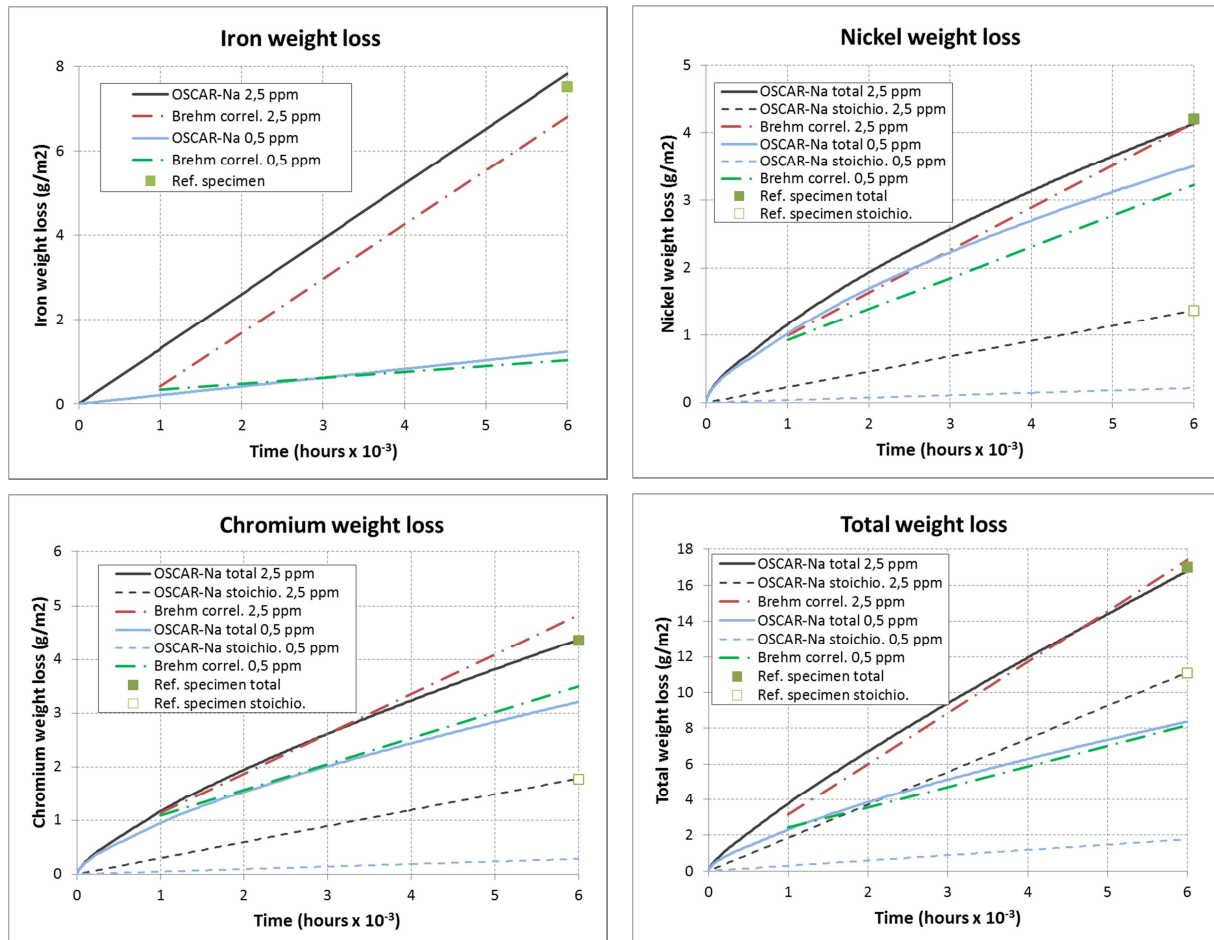 Iron weight loss
Iron weight loss (g/m2)
8
6
4
2
0
OSCAR-Na 2,5 ppm
Brehm correl. 2,5 ppm
OSCAR-Na 0,5 ppm
Brehm correl. 0,5 ppm
Ref. specimen
0 1 2 3 4 5 6
Time (hours x 10-3)
Nickel weight loss
Nickel weight loss (g/m2)
5
4
3
2
1
0
OSCAR-Na total 2,5 ppm
OSCAR-Na stoichio. 2,5 ppm
Brehm correl. 2,5 ppm
OSCAR-Na total 0,5 ppm
OSCAR-Na stoichio. 0,5 ppm
Brehm correl. 0,5 ppm
Ref. specimen total
Ref. specimen stoichio.
0 1 2 3 4 5 6
Time (hours x 10-3)
Chromium weight loss
Chromium weight loss (g/m2)
6
5
4
3
2
1
0
OSCAR-Na total 2,5 ppm
OSCAR-Na stoichio. 2,5 ppm
Brehm correl. 2,5 ppm
OSCAR-Na total 0,5 ppm
OSCAR-Na stoichio. 0,5 ppm
Brehm correl. 0,5 ppm
Ref. specimen total
Ref. specimen stoichio.
0 1 2 3 4 5 6
Time (hours x 10-3)
Total weight loss
Total weight loss (g/m2)
18
16
14
12
10
8
6
4
2
0
OSCAR-Na total 2,5 ppm
OSCAR-Na stoichio. 2,5 ppm
Brehm correl. 2,5 ppm
OSCAR-Na total 0,5 ppm
OSCAR-Na stoichio. 0,5 ppm
Brehm correl. 0,5 ppm
Ref. specimen total
Ref. specimen stoichio.
0 1 2 3 4 5 6
Time (hours x 10-3)